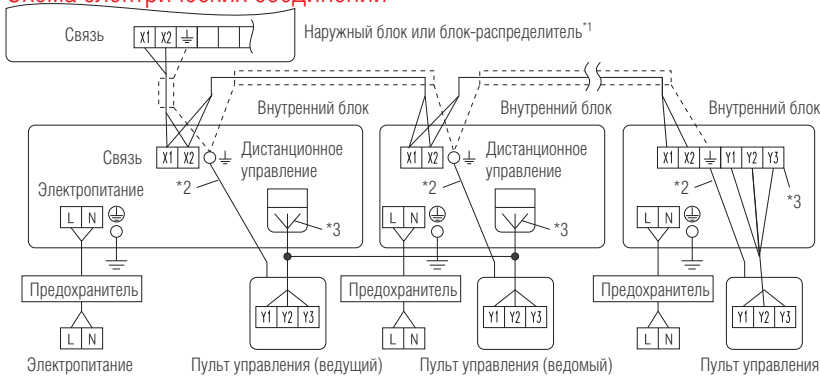 Схема электрических соединений
Связь X1 X2 Наружный блок или блок-распределитель*1
Внутренний блок Внутренний блок Внутренний блок
Связь X1 X2 Дистанционное управление X1 X2 Дистанционное управление X1 X2 Y1 Y2 Y3
Электропитание *2 *2 *2 *3
L N *3 L N *3 L N
Предохранитель Предохранитель Предохранитель
Y1 Y2 Y3 Y1 Y2 Y3 Y1 Y2 Y3
L N L N L N
Электропитание Пульт управления (ведущий) Пульт управления (ведомый) Пульт управления